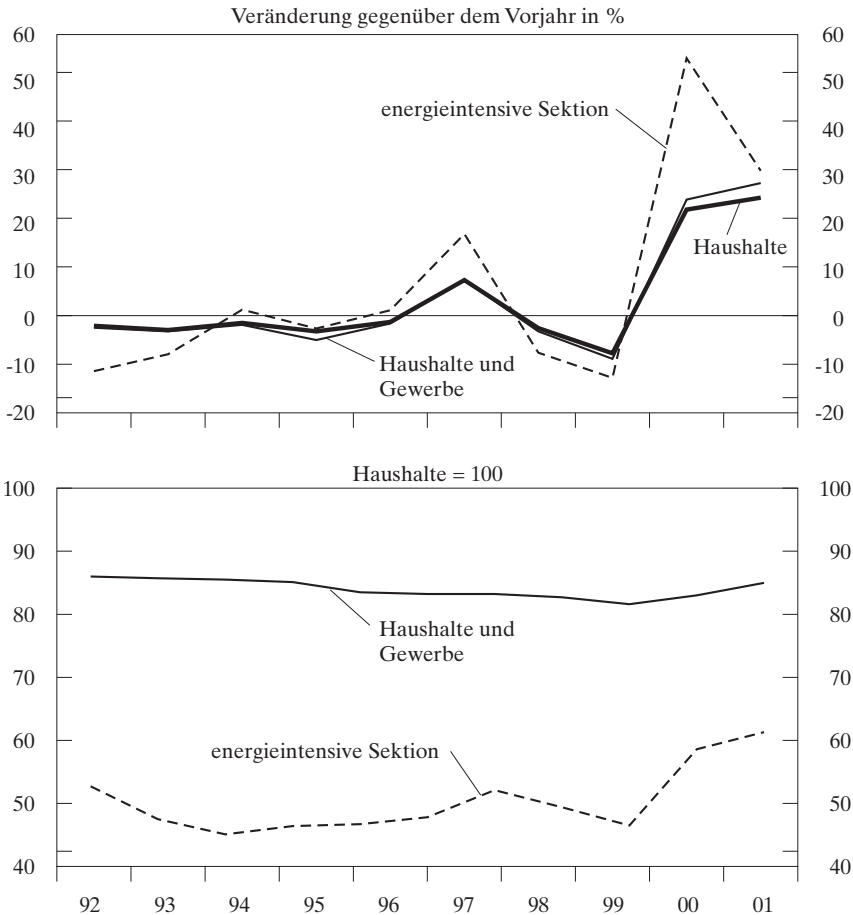 Veränderung gegenüber dem Vorjahr in %
60 60
50 50
energieintensive Sektion
40 40
30 30
20 20
Haushalte
10 10
0 0
-10 -10
Haushalte und
Gewerbe
-20 -20
Haushalte = 100
100 100
90 90
80 80
Haushalte und
Gewerbe
70 70
60 60
energieintensive Sektion
50 50
40 40
92 93 94 95 96 97 98 99 00 01